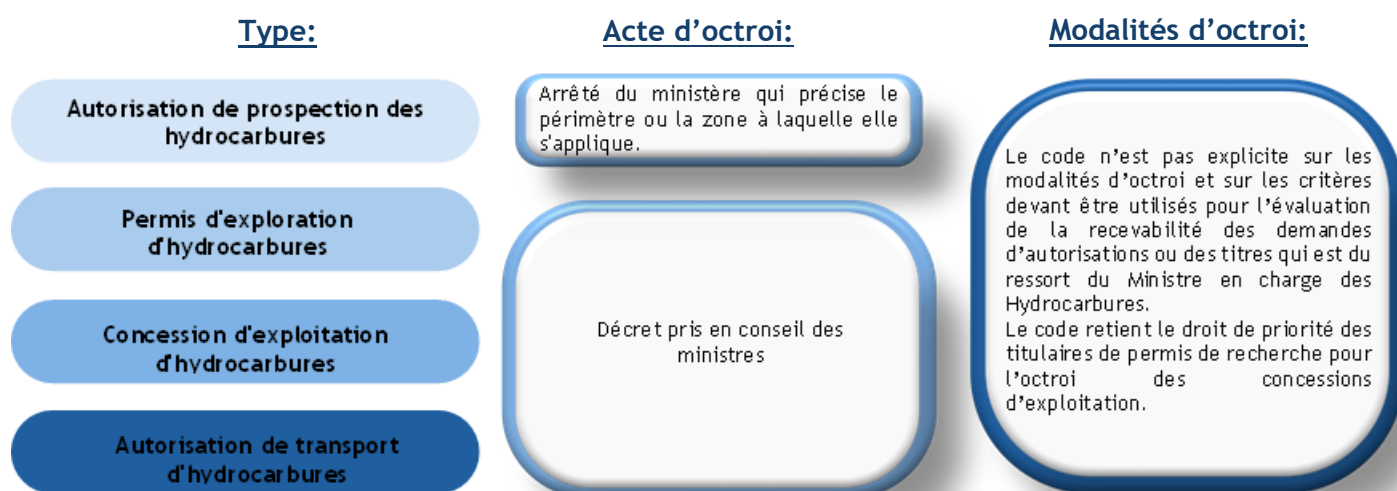 Type:
Acte d’octroi:
Modalités d’octroi:
Autorisation de prospection des
hydrocarbures
Permis d'exploration
d'hydrocarbures
Concession d'exploitation
d'hydrocarbures
Autorisation de transport
d'hydrocarbures
Arrêté du ministère qui précise le
périmètre ou la zone à laquelle elle
s'applique.
Décret pris en conseil des
ministres
Le code n’est pas explicite sur les
modalités d’octroi et sur les critères
devant être utilisés pour l’évaluation
de la recevabilité des demandes
d’autorisations ou des titres qui est du
ressort du Ministre en charge des
Hydrocarbures.
Le code retient le droit de priorité des
titulaires de permis de recherche pour
l’octroi des concessions
d’exploitation.